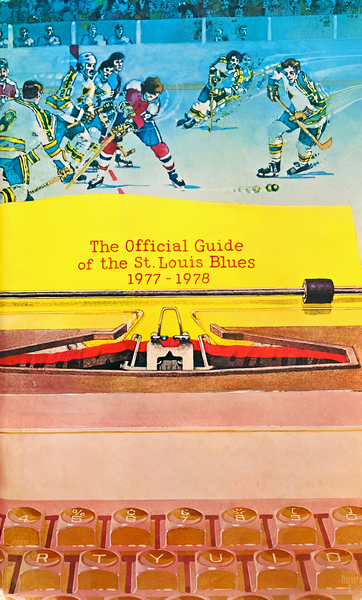 The Official Guide
of the St. Louis Blues
1977 - 1978
R T Y U I O